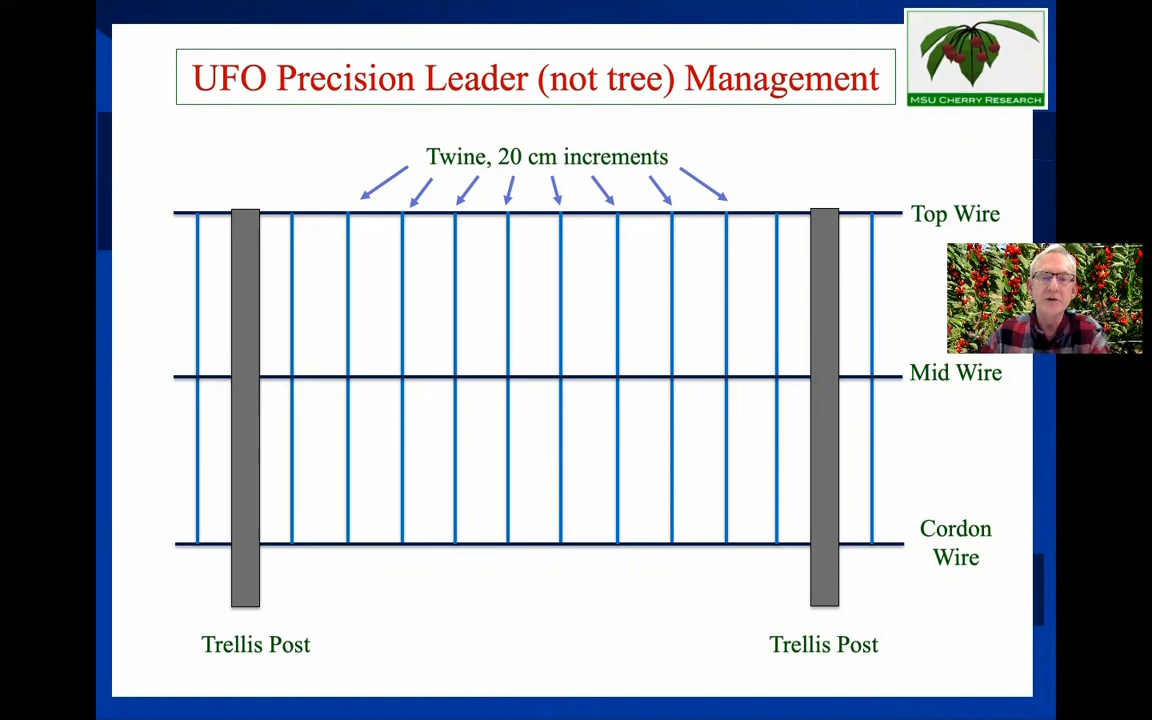 UFO Precision Leader (not tree) Management
MSU CHERRY RESEARCH
Twine, 20 cm increments
Top Wire
Mid Wire
Cordon
Wire
Trellis Post
Trellis Post